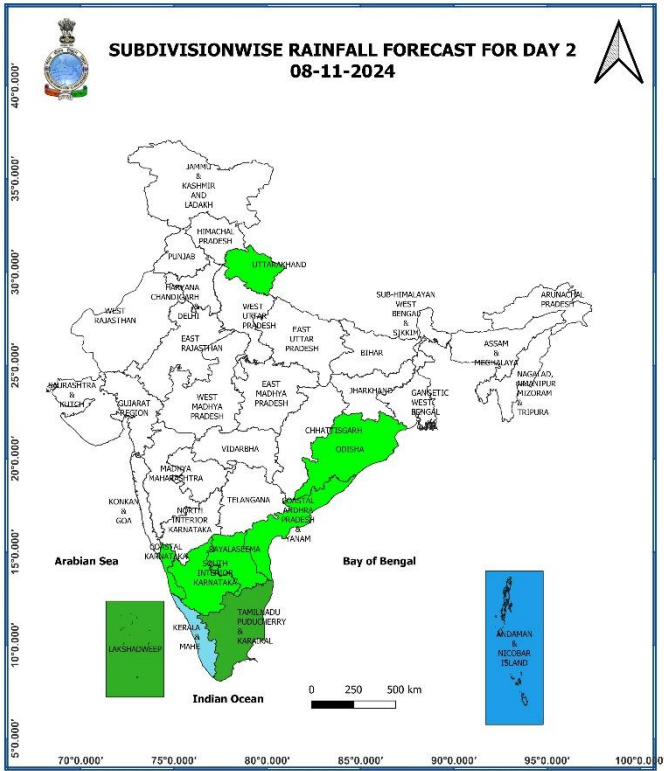 SUBDIVISIONWISE RAINFALL FORECAST FOR DAY 2
08-11-2024
40°0.000'
35°0.000'
30°0.000'
25°0.000'
20°0.000'
15°0.000'
10°0.000'
5°0.000'
JAMMU
&
KASHMIR
AND
LADAKH
HIMACHAL
PRADESH
PUNJAB
UTTARAKHAND
HARYANA
CHANDIGARH
&
DELHI
WEST
RAJASTHAN
EAST
RAJASTHAN
WEST
UTTAR
PRADESH
EAST
UTTAR
PRADESH
SUB-HIMALAYAN
WEST
BENGAL
&
SIKKIM
ARUNACHAL
PRADESH
ASSAM
&
MEGHALAYA
NAGALAD,
MANIPUR
MIZORAM
&
TRIPURA
BIHAR
JHARKHAND
GANGETIC
WEST
BENGAL
SAURASHTRA
&
KUTCH
GUJARAT
REGION
WEST
MADHYA
PRADESH
EAST
MADHYA
PRADESH
CHHATTISGARH
ODISHA
VIDARBHA
MADHYA
MAHARASHTRA
KONKAN
&
GOA
NORTH
INTERIOR
KARNATAKA
TELANGANA
COASTAL
ANDHRA
PRADESH
&
YANAM
COASTAL
KARNATAKA
RAYALASEEMA
SOUTH
INTERIOR
KARNATAKA
Arabian Sea
Bay of Bengal
KERALA
&
MAHE
TAMILNADU
PUDUCHERRY
&
KARAIKAL
LAKSHADWEEP
ANDAMAN
&
NICOBAR
ISLAND
Indian Ocean
0 250 500 km
70°0.000' 75°0.000' 80°0.000' 85°0.000' 90°0.000' 95°0.000' 100°0.000'